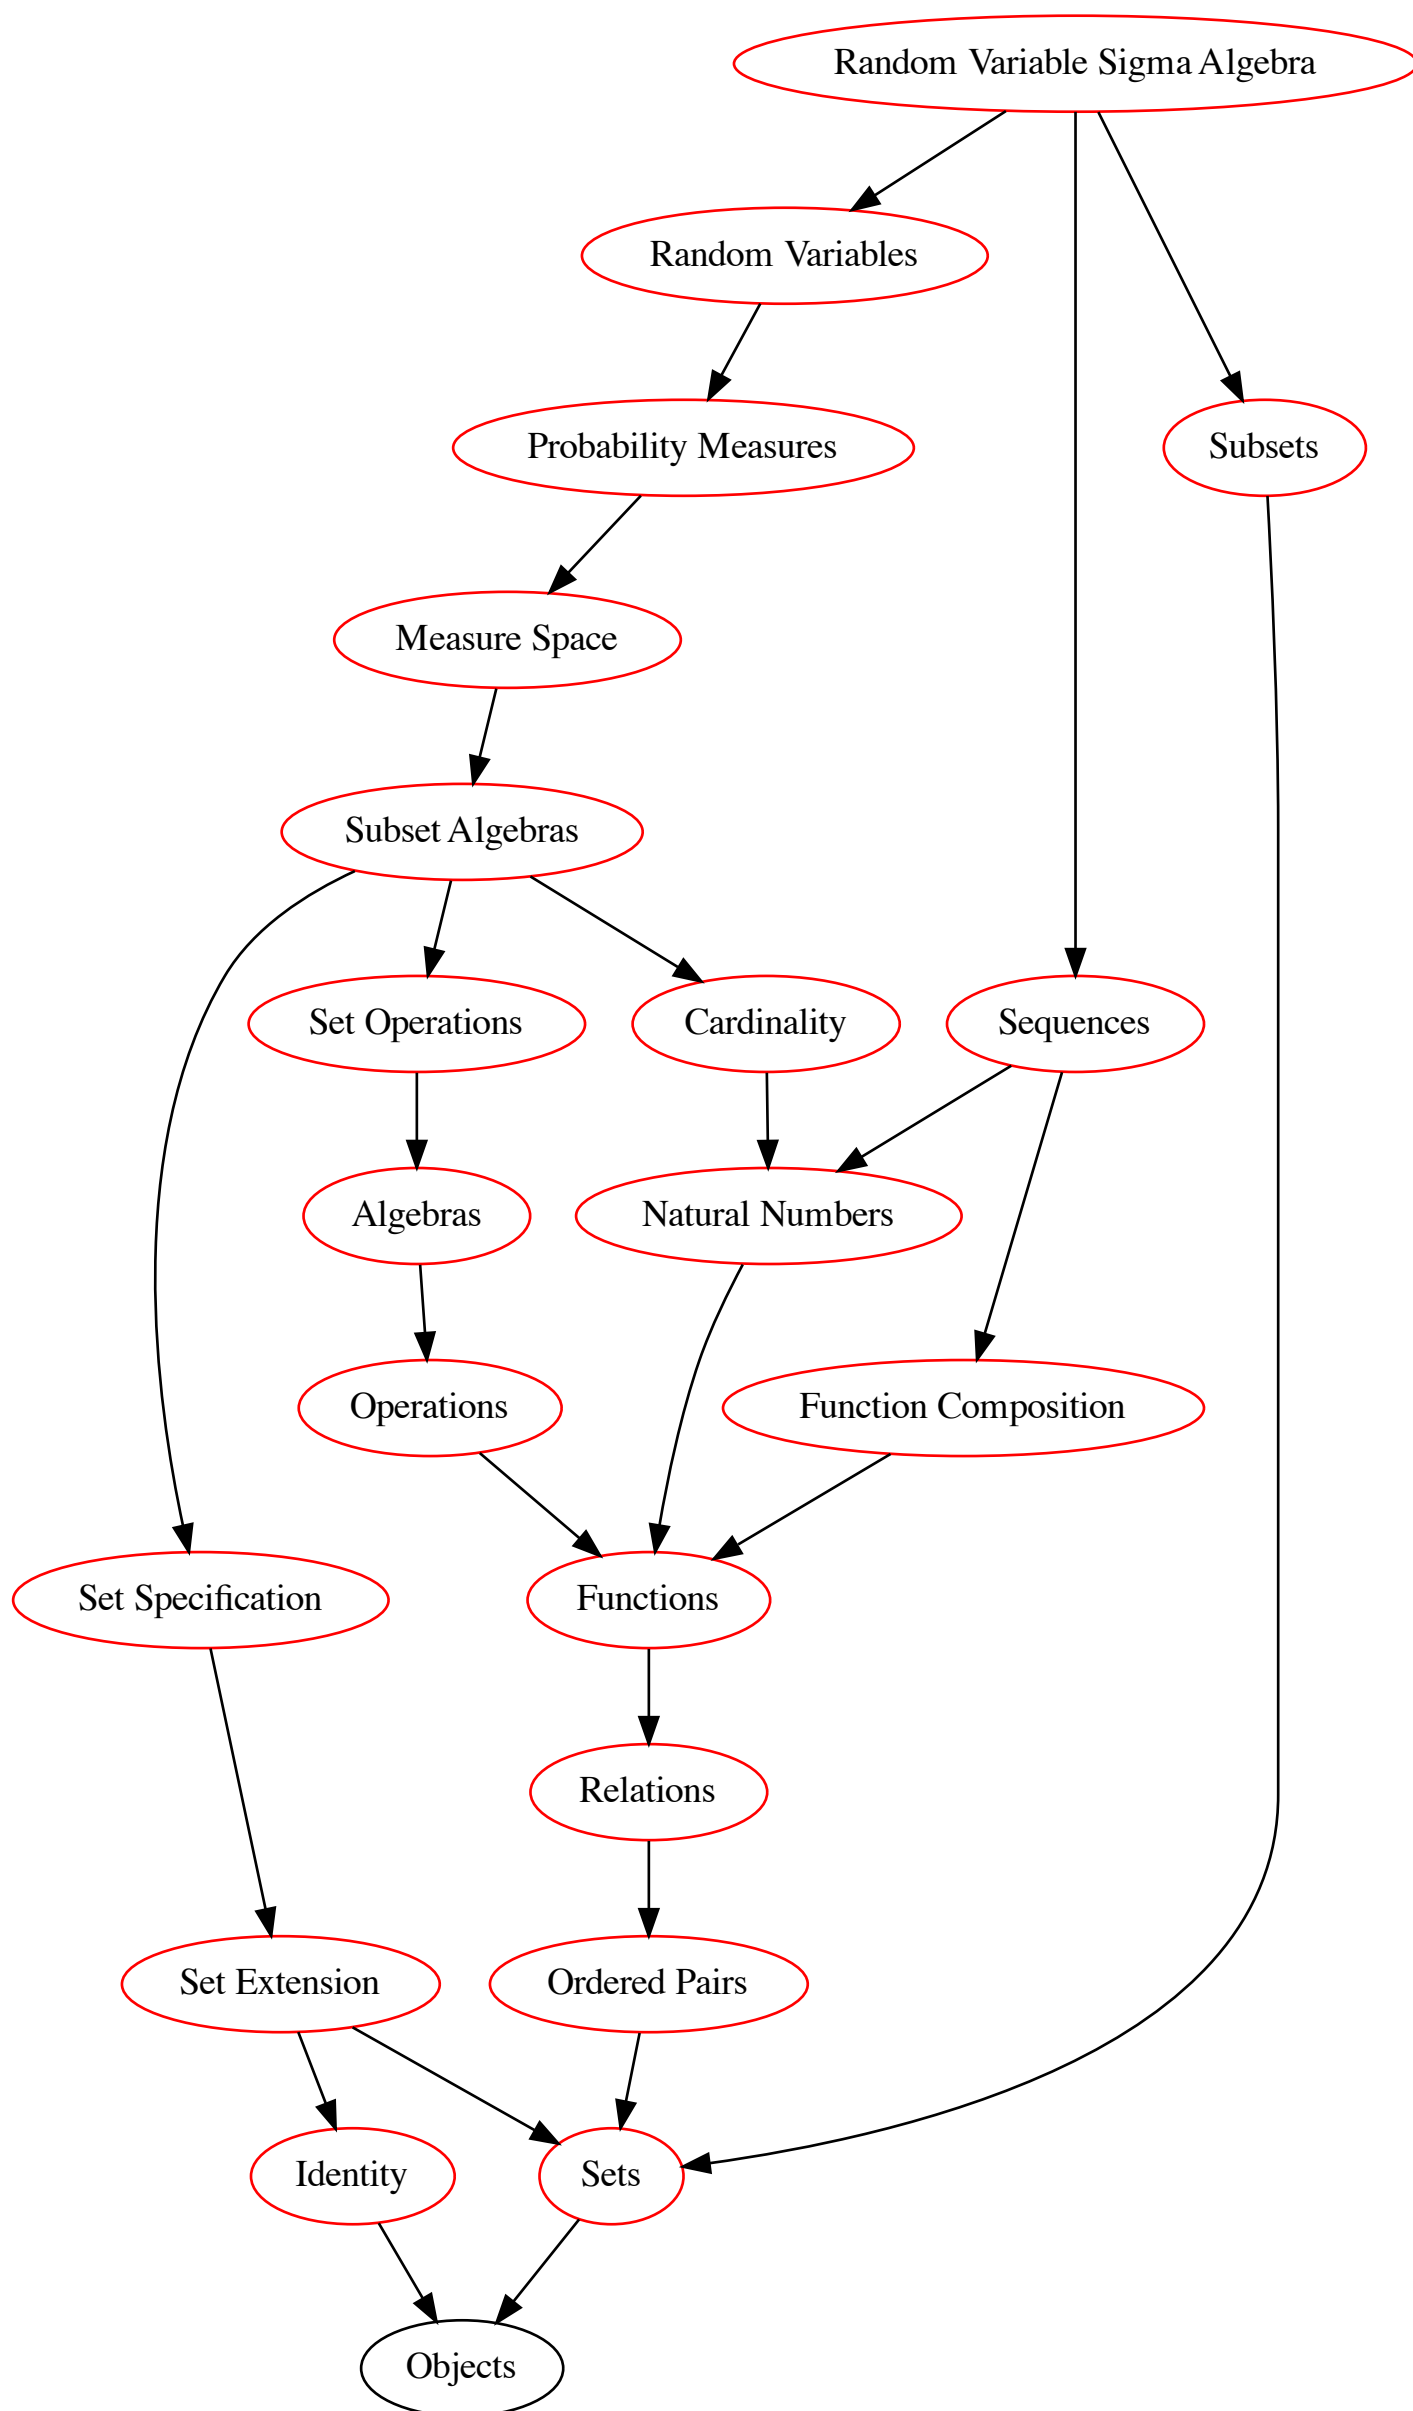 Random Variable Sigma Algebra
Random Variables
Probability Measures
Subsets
Measure Space
Subset Algebras
Set Operations
Cardinality
Sequences
Algebras
Natural Numbers
Operations
Function Composition
Set Specification
Functions
Relations
Set Extension
Ordered Pairs
Identity
Sets
Objects